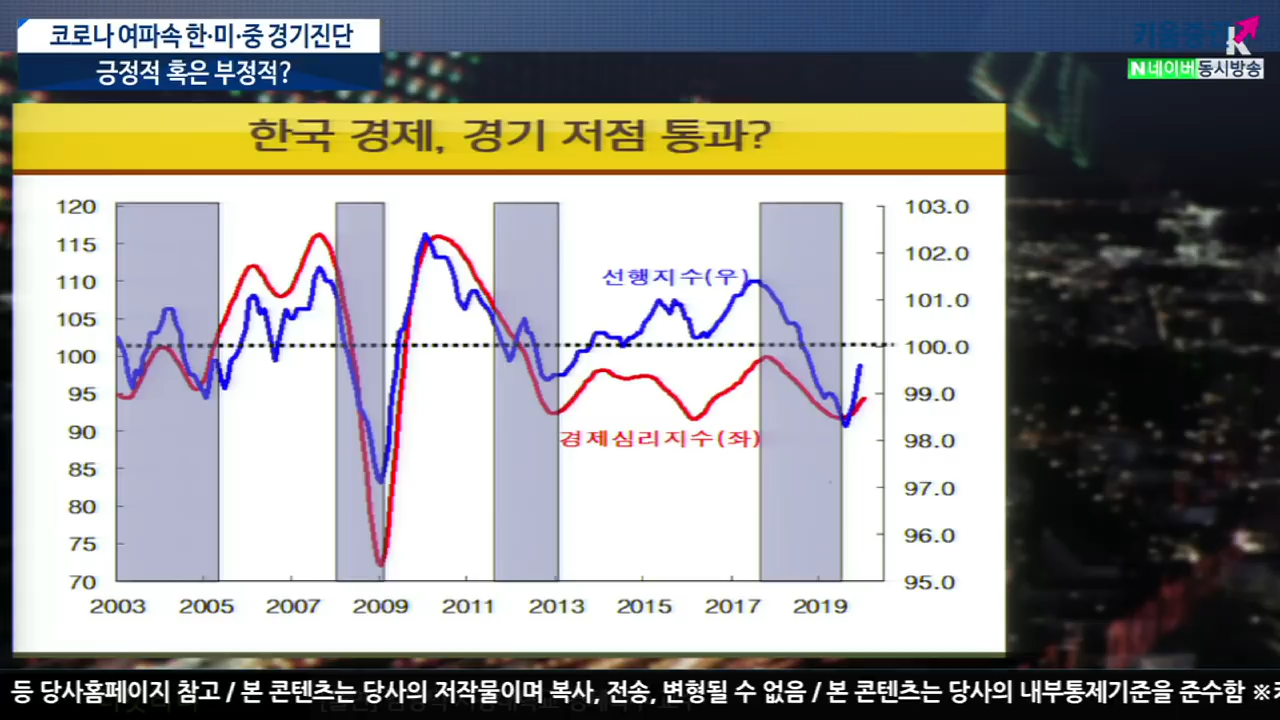 코로나 여파속 한·미·중 경기진단
긍정적 혹은 부정적?
키움증권
K
N 네이버 동시방송
한국 경제, 경기 저점 통과?
120
115
110
105
100
95
90
85
80
75
70
103.0
102.0
101.0
100.0
99.0
98.0
97.0
96.0
95.0
선행지수(우)
경제심리지수(좌)
2003 2005 2007 2009 2011 2013 2015 2017 2019
등 당사홈페이지 참고 / 본 콘텐츠는 당사의 저작물이며 복사, 전송, 변형될 수 없음 / 본 콘텐츠는 당사의 내부통제기준을 준수함 ※